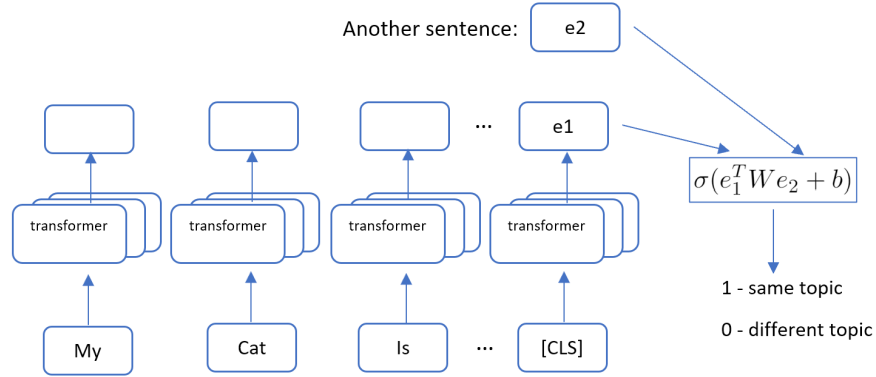 Another sentence: e2
... e1
σ(e₁ᵀWe₂ + b)
transformer transformer transformer transformer
1 - same topic
0 - different topic
My Cat Is ... [CLS]